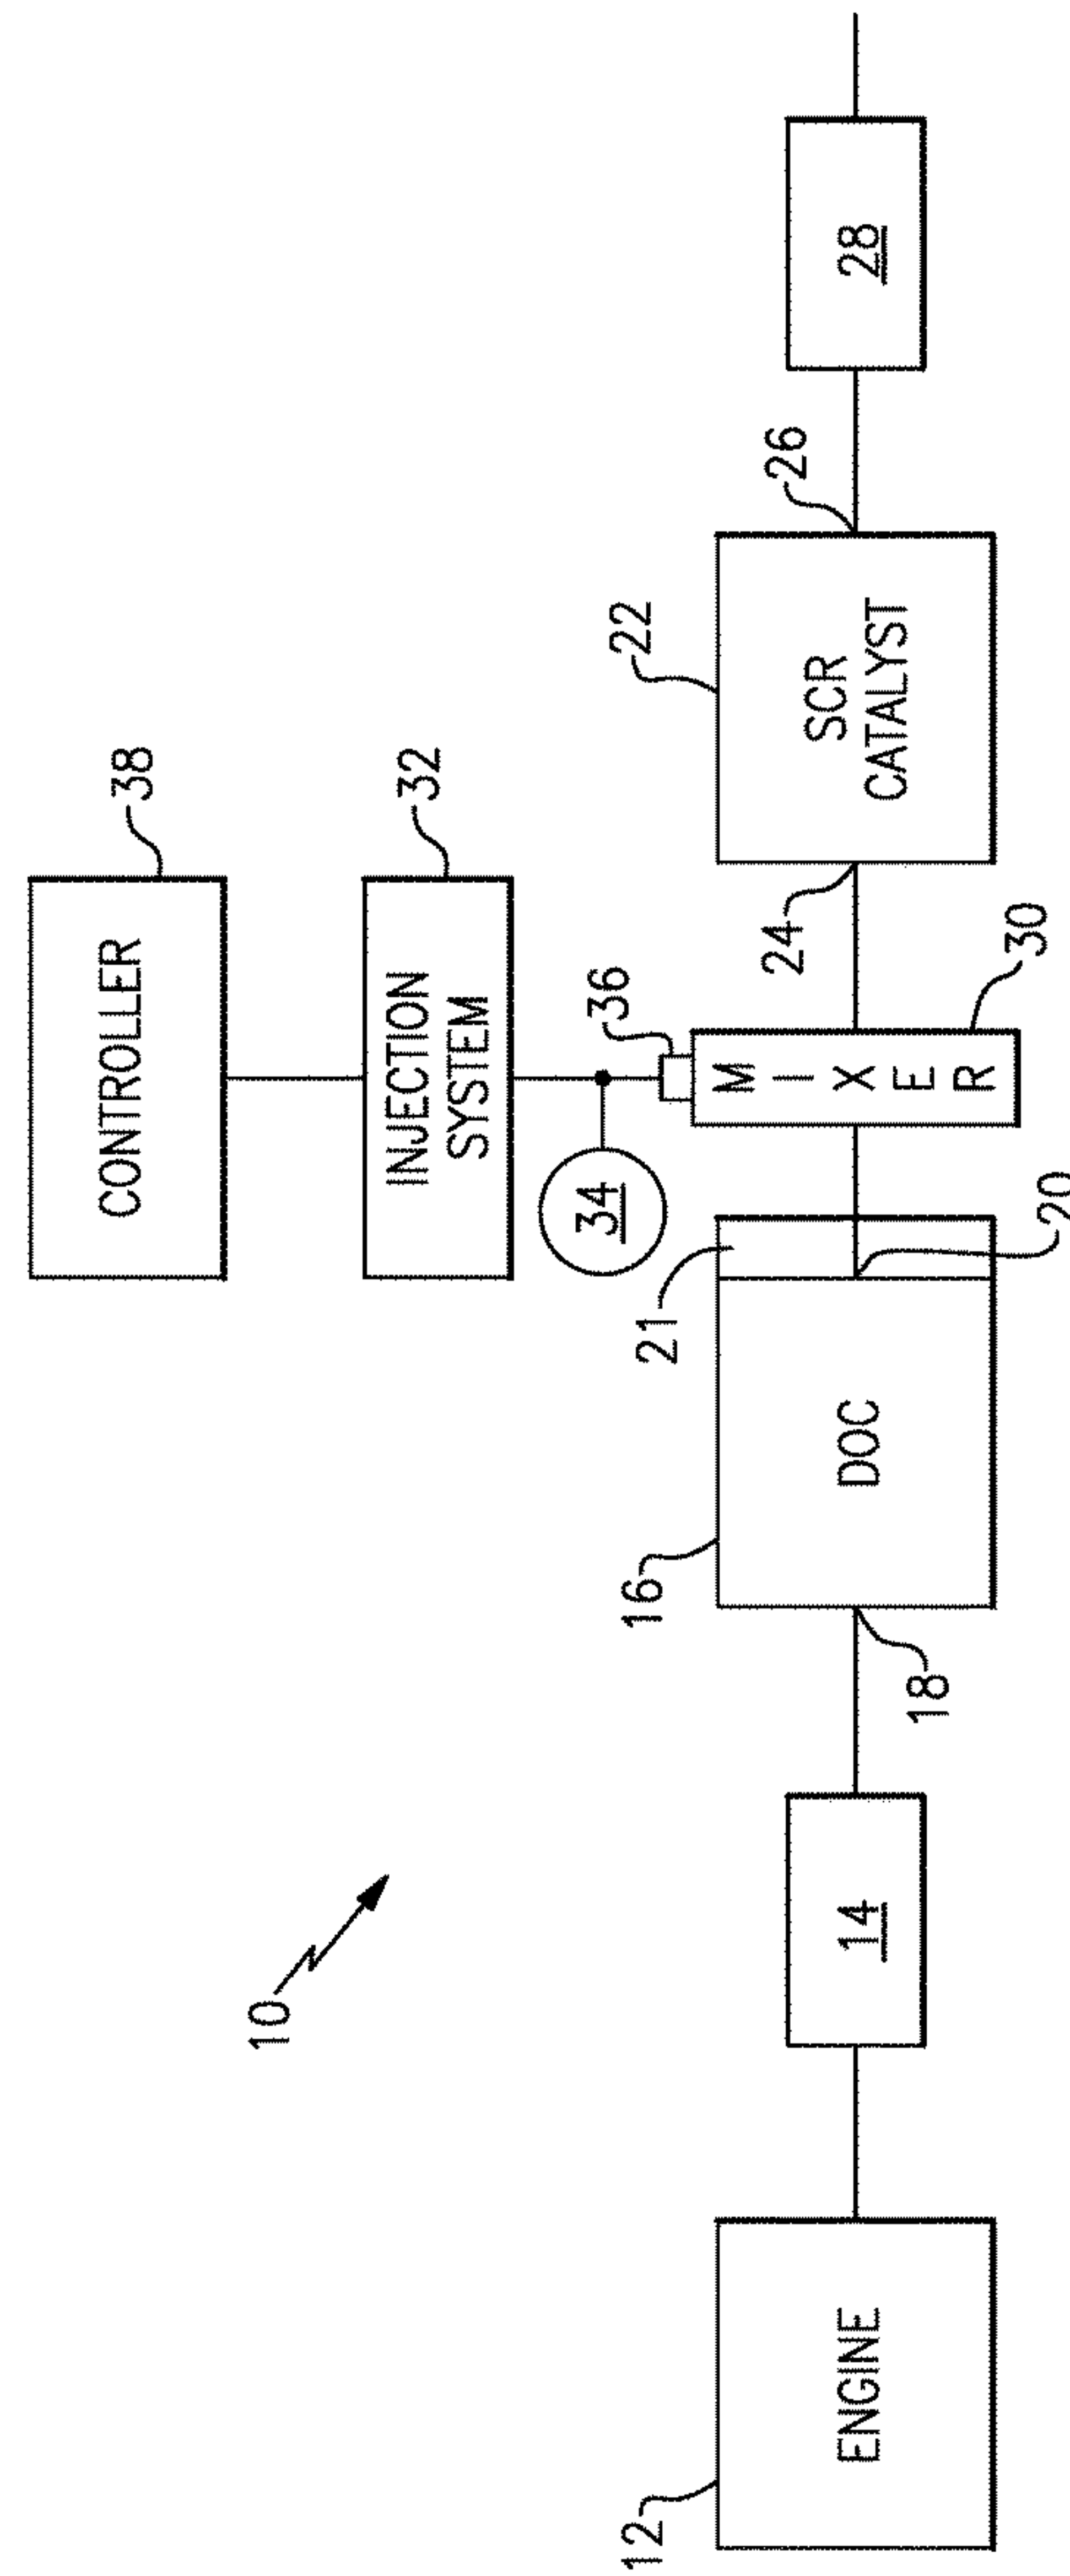 CONTROLLER
38
INJECTION
SYSTEM
32
10
34
36
12
ENGINE
14
16
DOC
18
21
20
MIXER
30
24
22
SCR
CATALYST
26
28